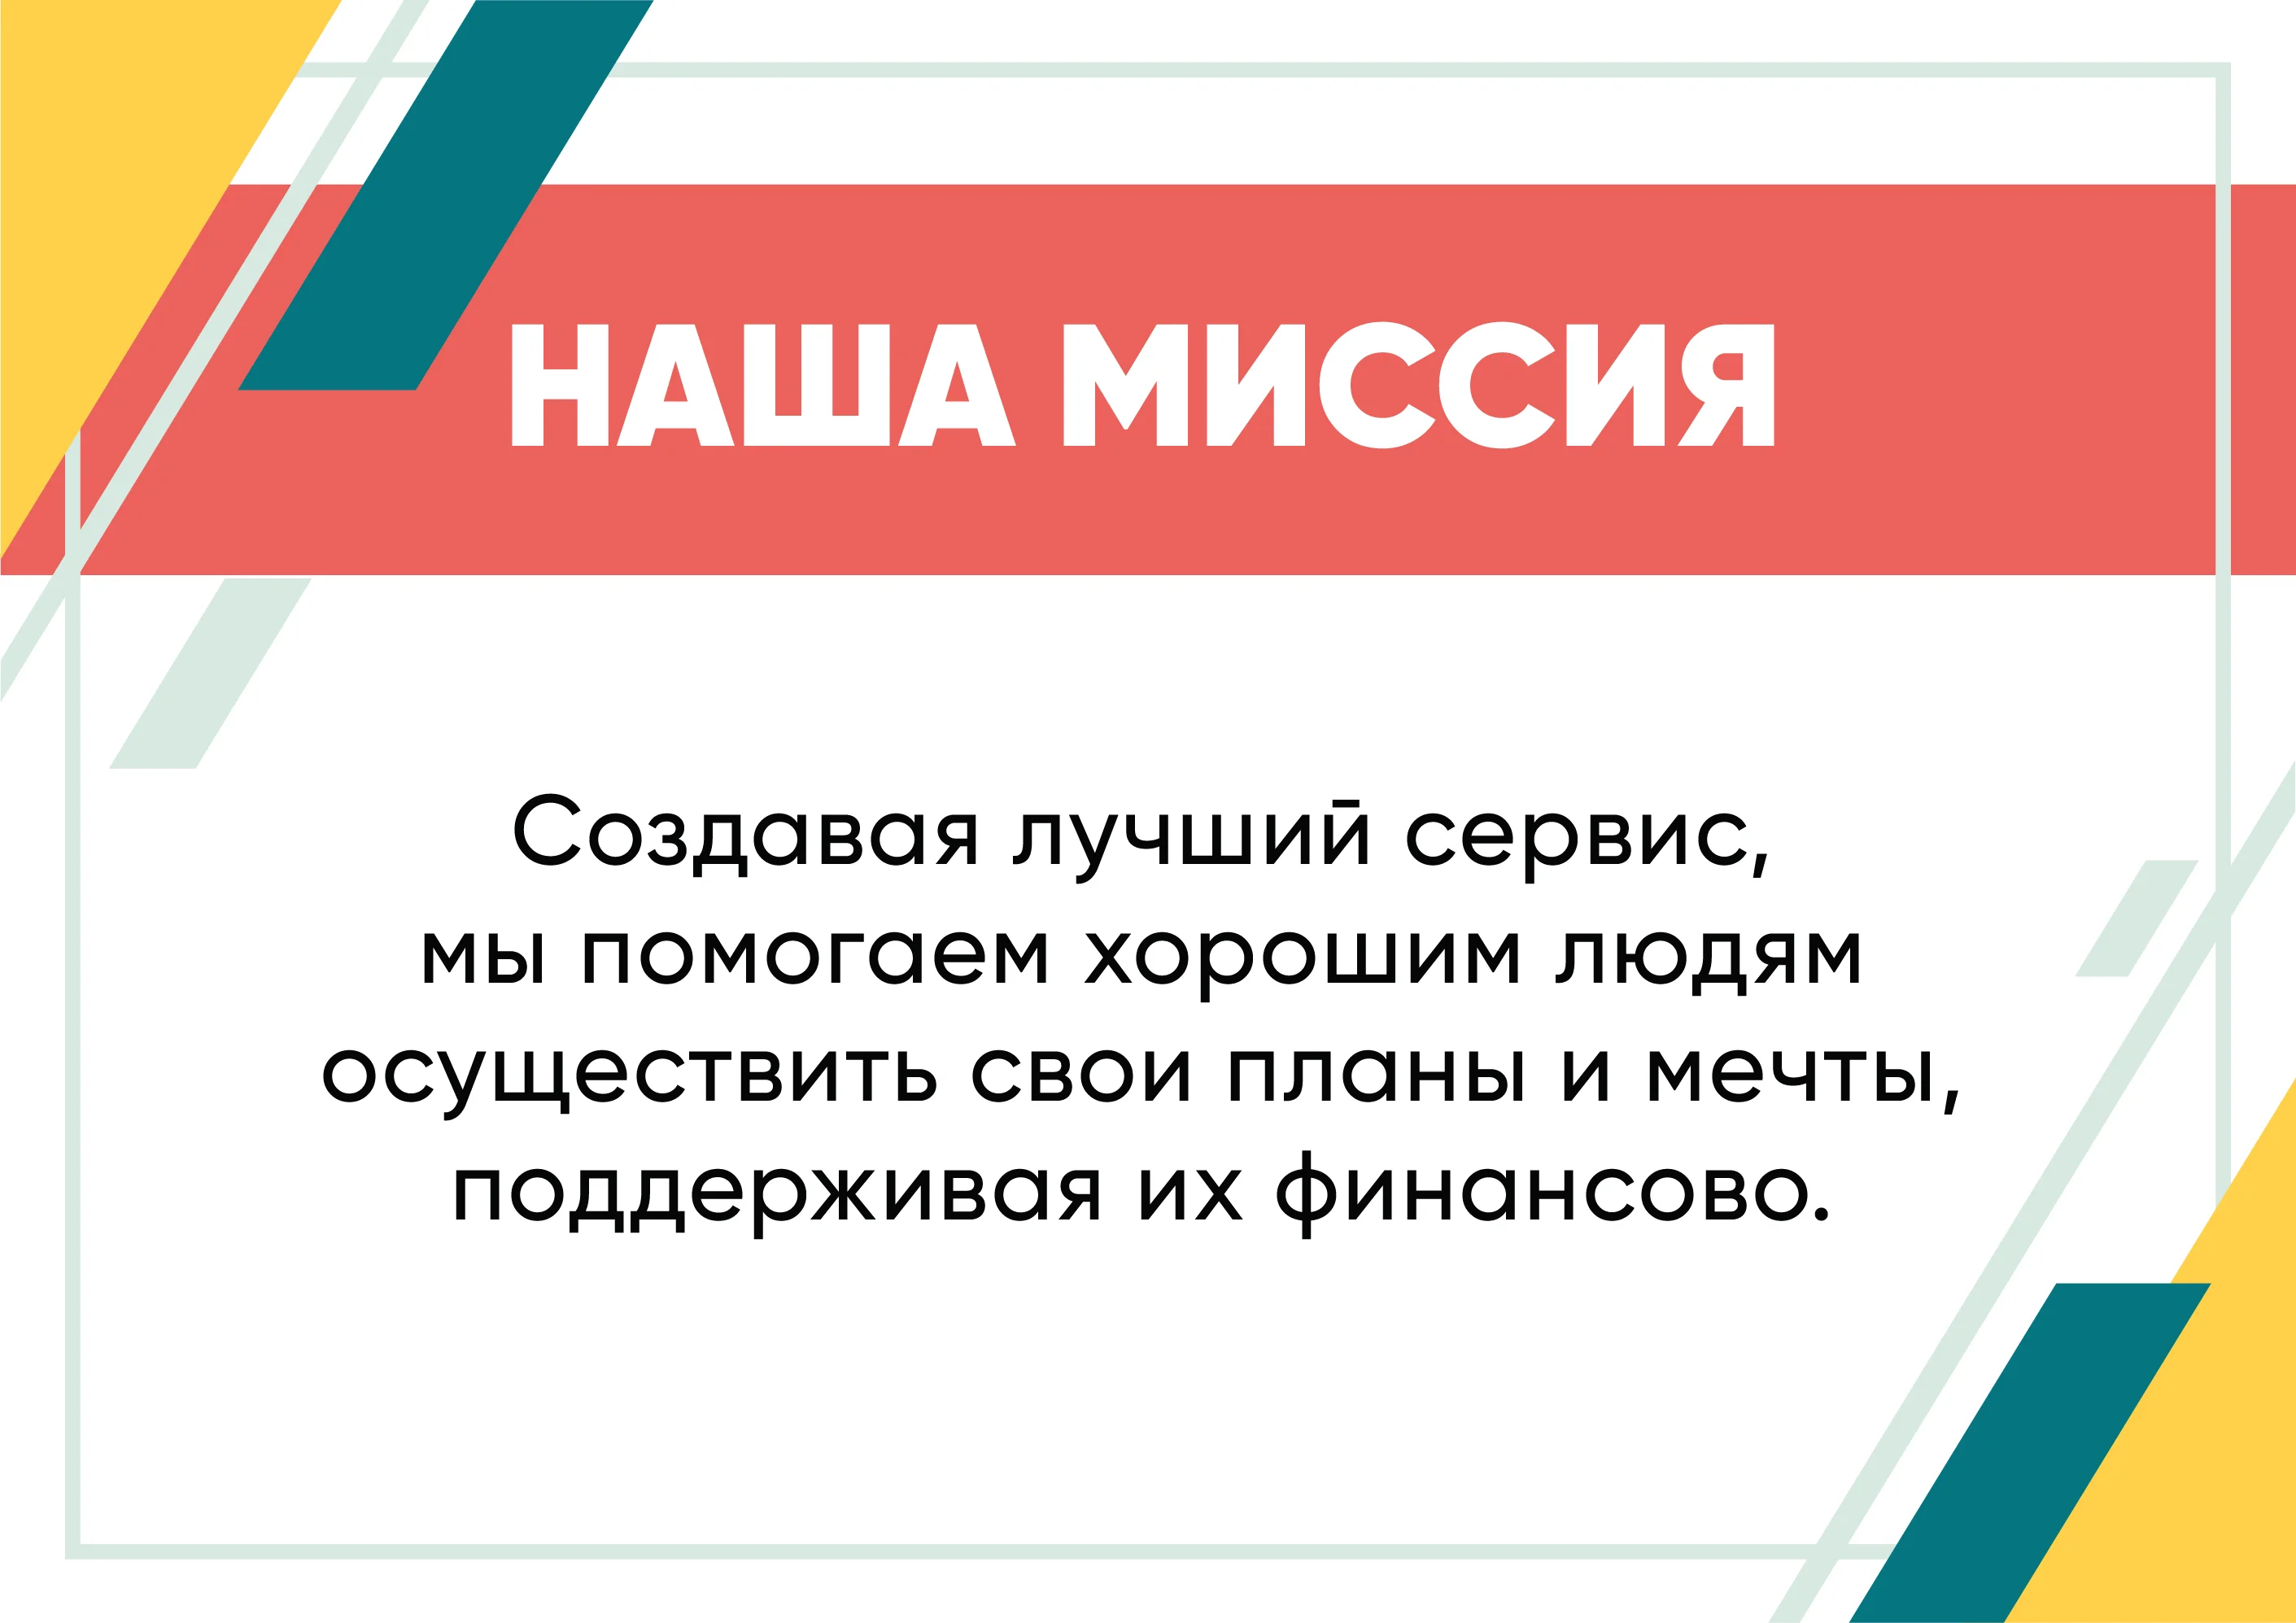 НАША МИССИЯ
Создавая лучший сервис,
мы помогаем хорошим людям
осуществить свои планы и мечты,
поддерживая их финансово.